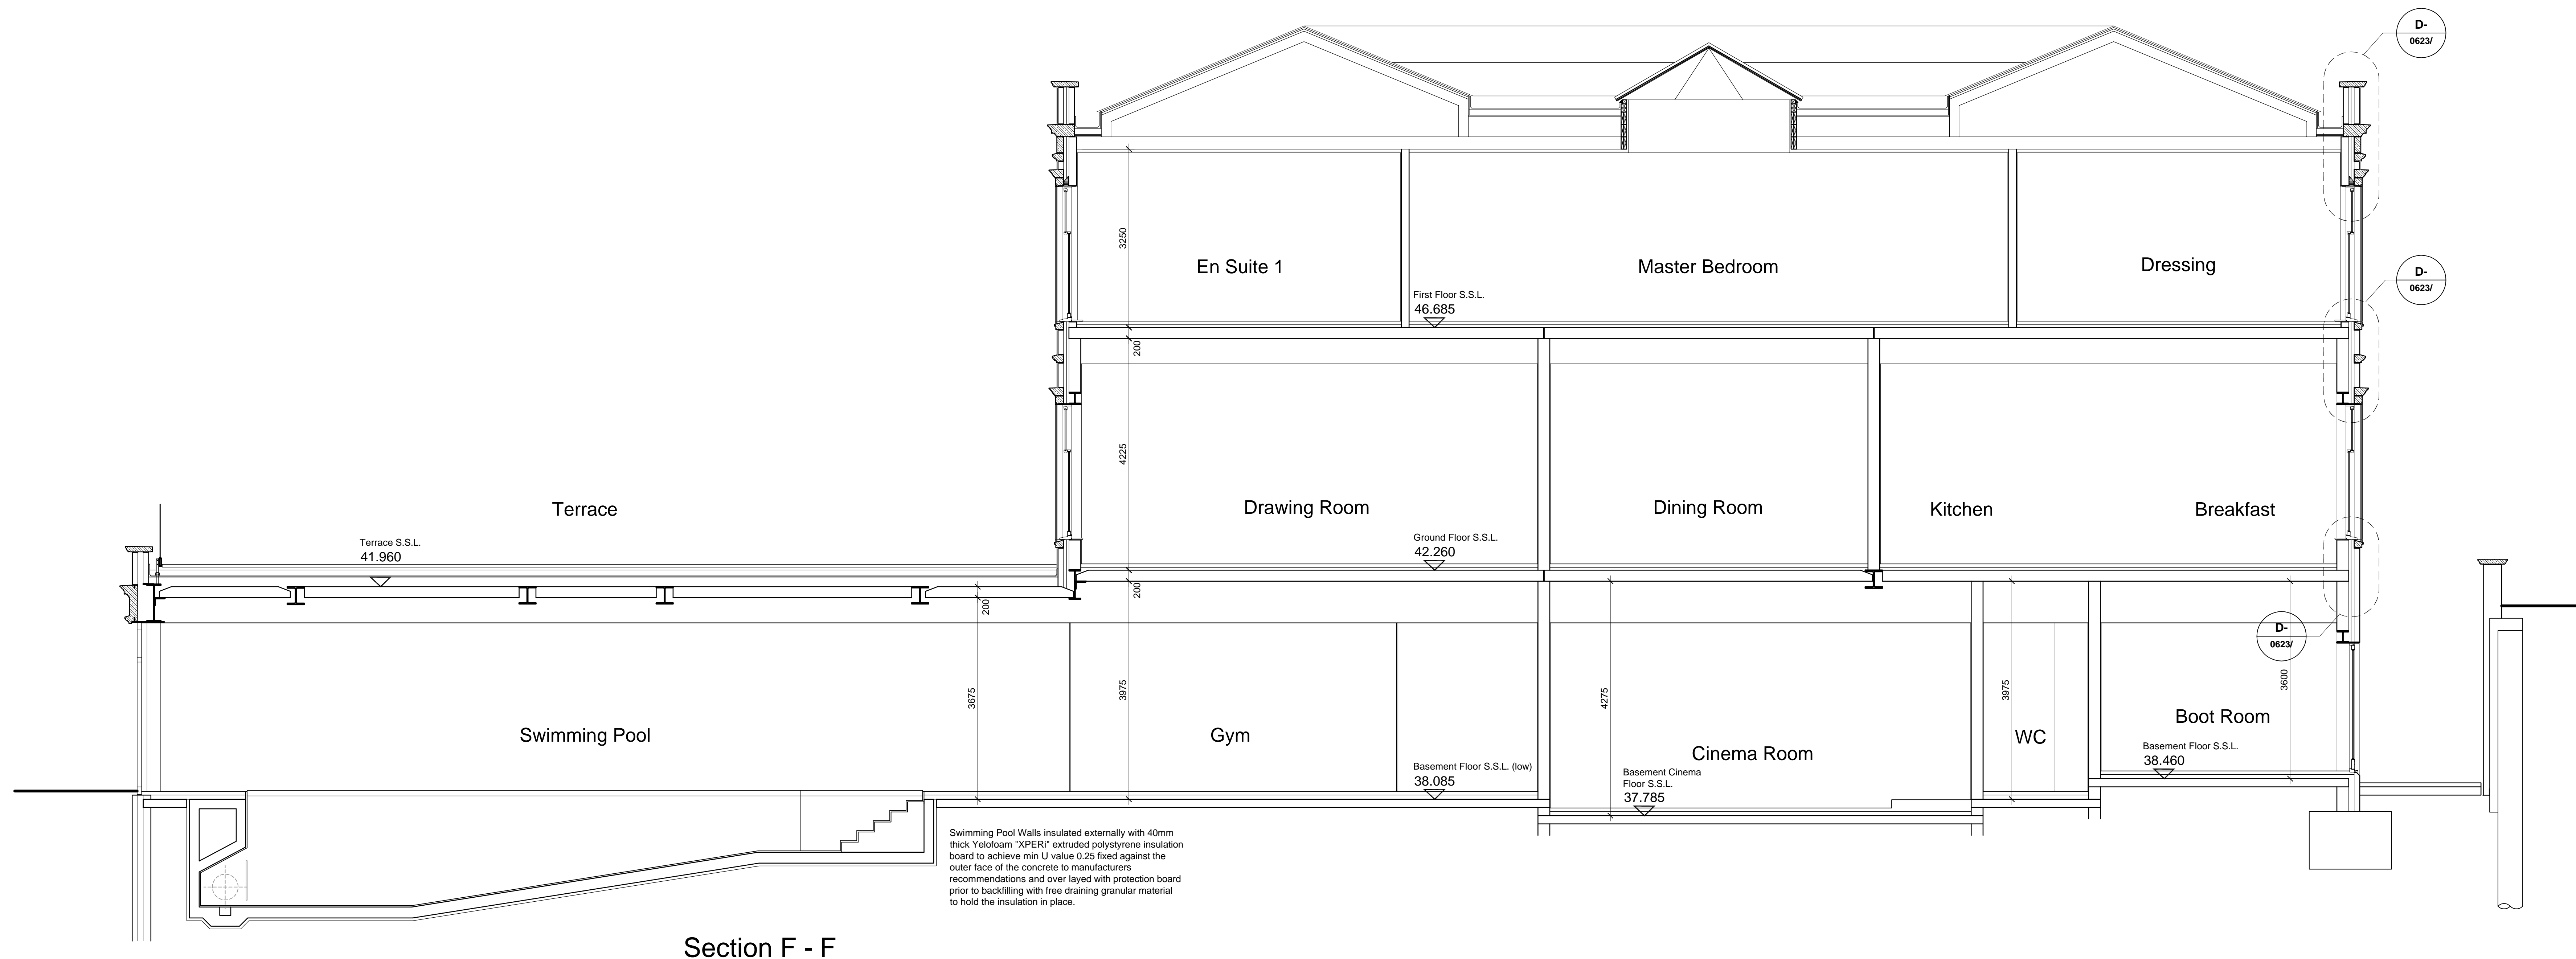 D-
0623/
3250
En Suite 1
Master Bedroom
Dressing
First Floor S.S.L.
46.685
D-
0623/
200
4225
Terrace
Drawing Room
Dining Room
Kitchen
Breakfast
Terrace S.S.L.
41.960
Ground Floor S.S.L.
42.260
200
200
D-
0623/
3675
3975
4275
3975
3600
Swimming Pool
Gym
Cinema Room
WC
Boot Room
Basement Floor S.S.L. (low)
38.085
Basement Cinema
Floor S.S.L.
37.785
Basement Floor S.S.L.
38.460
Swimming Pool Walls insulated externally with 40mm
thick Yelofoam "XPERi" extruded polystyrene insulation
board to achieve min U value 0.25 fixed against the
outer face of the concrete to manufacturers
recommendations and over layed with protection board
prior to backfilling with free draining granular material
to hold the insulation in place.
Section F - F